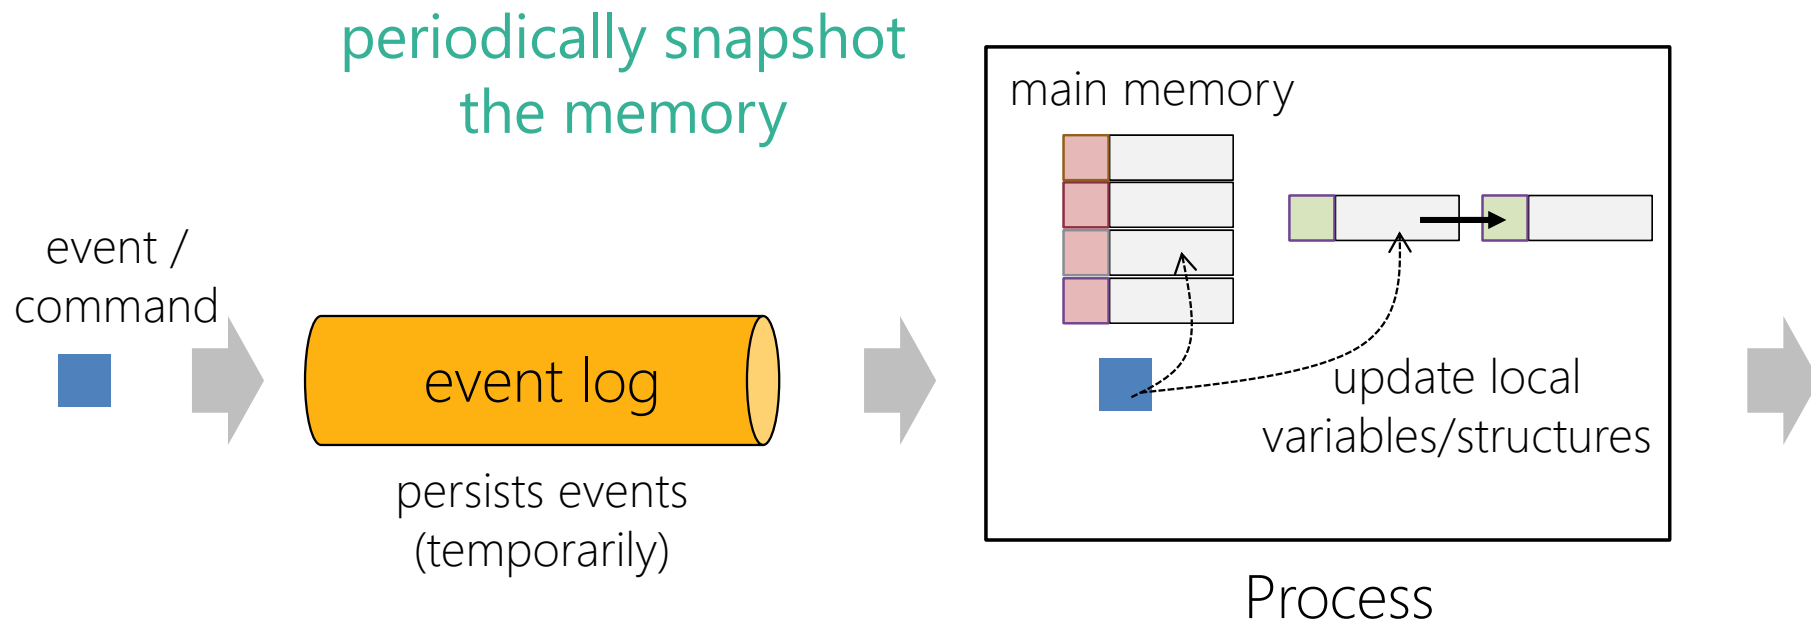 periodically snapshot
the memory
event /
command
event log
persists events
(temporarily)
main memory
update local
variables/structures
Process